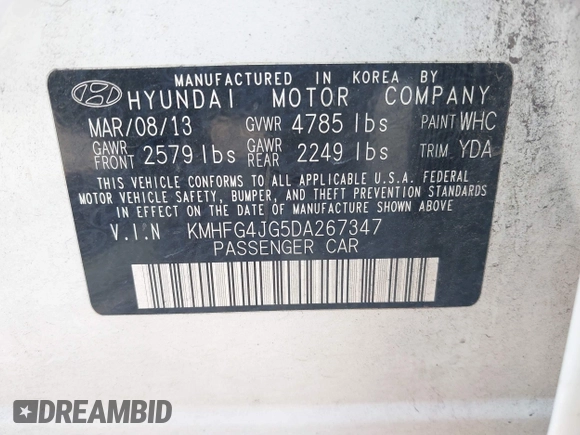 MANUFACTURED IN KOREA BY
HYUNDAI MOTOR COMPANY
MAR/08/13 GVWR 4785 lbs PAINT WHC
GAWR FRONT 2579 lbs GAWR REAR 2249 lbs TRIM YDA
THIS VEHICLE CONFORMS TO ALL APPLICABLE U.S.A. FEDERAL
MOTOR VEHICLE SAFETY, BUMPER, AND THEFT PREVENTION STANDARDS
IN EFFECT ON THE DATE OF MANUFACTURE SHOWN ABOVE
V.I.N KMHFG4JG5DA267347
PASSENGER CAR
DREAMBID